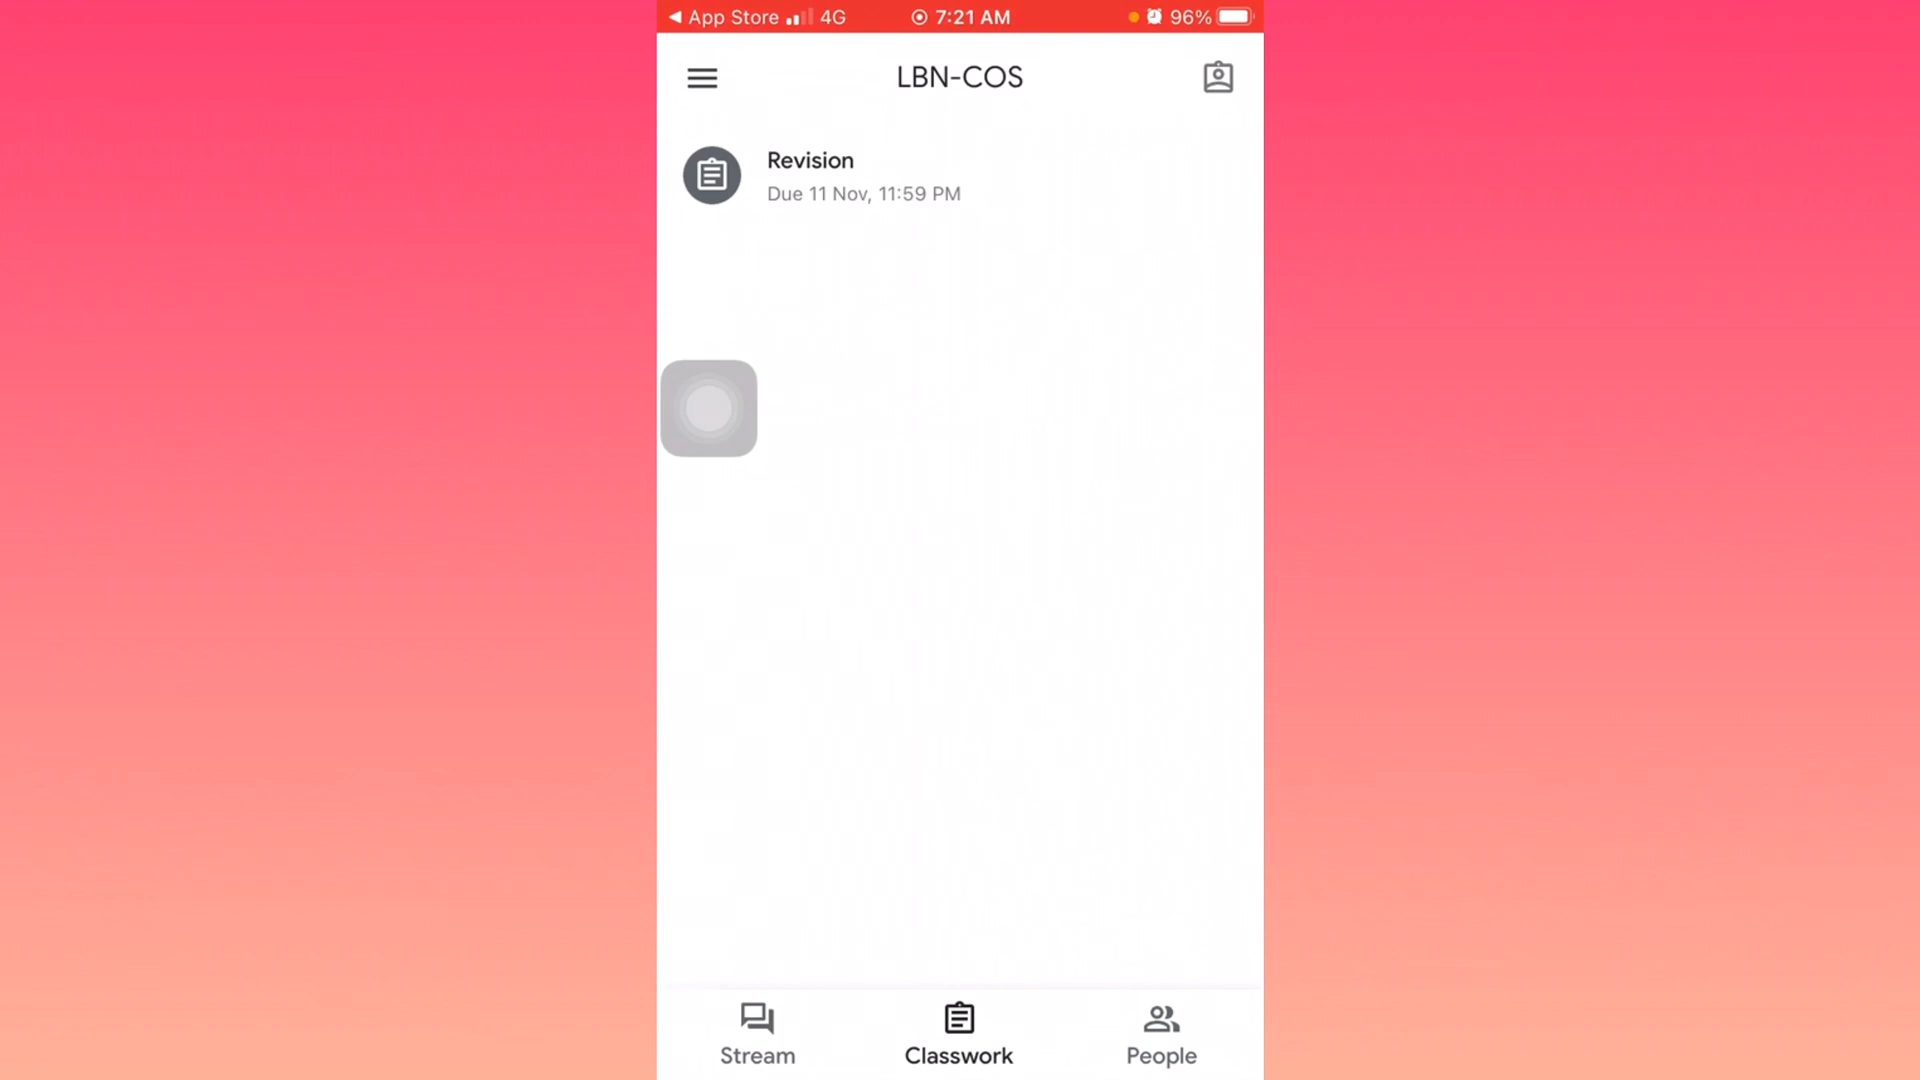 App Store 4G 7:21 AM 96%
LBN-COS
Revision
Due 11 Nov, 11:59 PM
Stream Classwork People